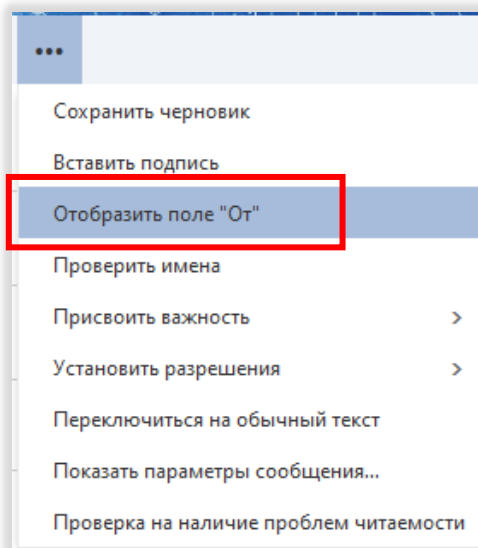 •••
Сохранить черновик
Вставить подпись
Отобразить поле "От"
Проверить имена
Присвоить важность
Установить разрешения
Переключиться на обычный текст
Показать параметры сообщения...
Проверка на наличие проблем читаемости